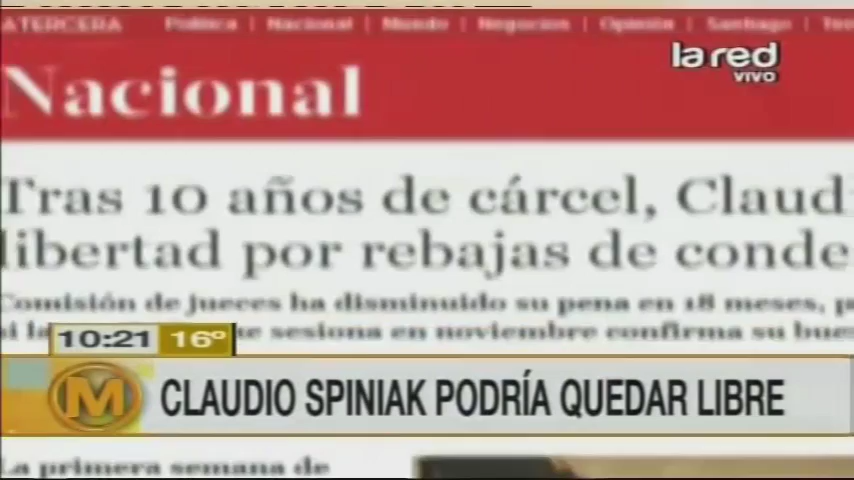 LATERCERA Política | Nacional | Mundo | Negocios | Opinión | Santiago |
la red
VIVO
Nacional
Tras 10 años de cárcel, Claudi
libertad por rebajas de conde
Comisión de jueces ha disminuido su pena en 18 meses,
si la
sesiona en noviembre confirma su
10:21 16°
M CLAUDIO SPINIAK PODRÍA QUEDAR LIBRE
La primera semana de